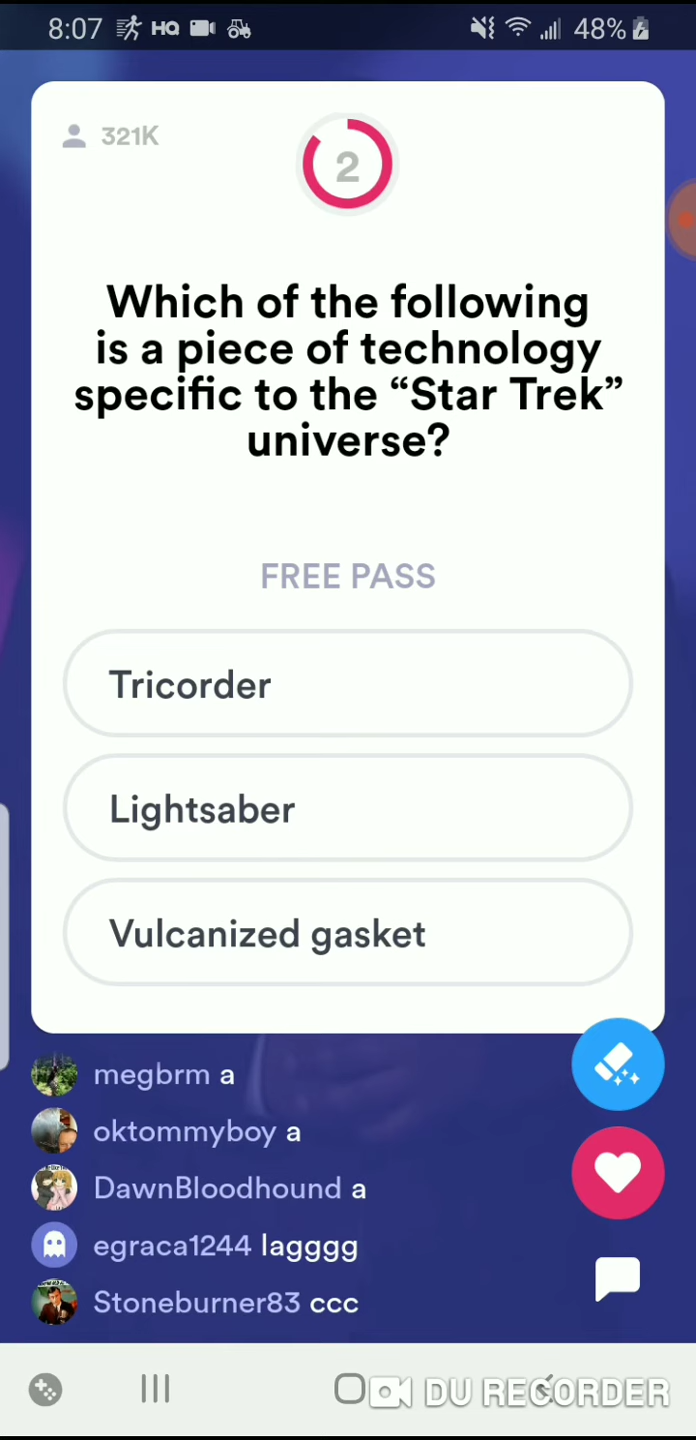 8:07 HQ 48%
321K
2
Which of the following
is a piece of technology
specific to the “Star Trek”
universe?
FREE PASS
Tricorder
Lightsaber
Vulcanized gasket
megbrm a
oktommyboy a
DawnBloodhound a
egraca1244 lagggg
Stoneburner83 ccc
DU RECORDER